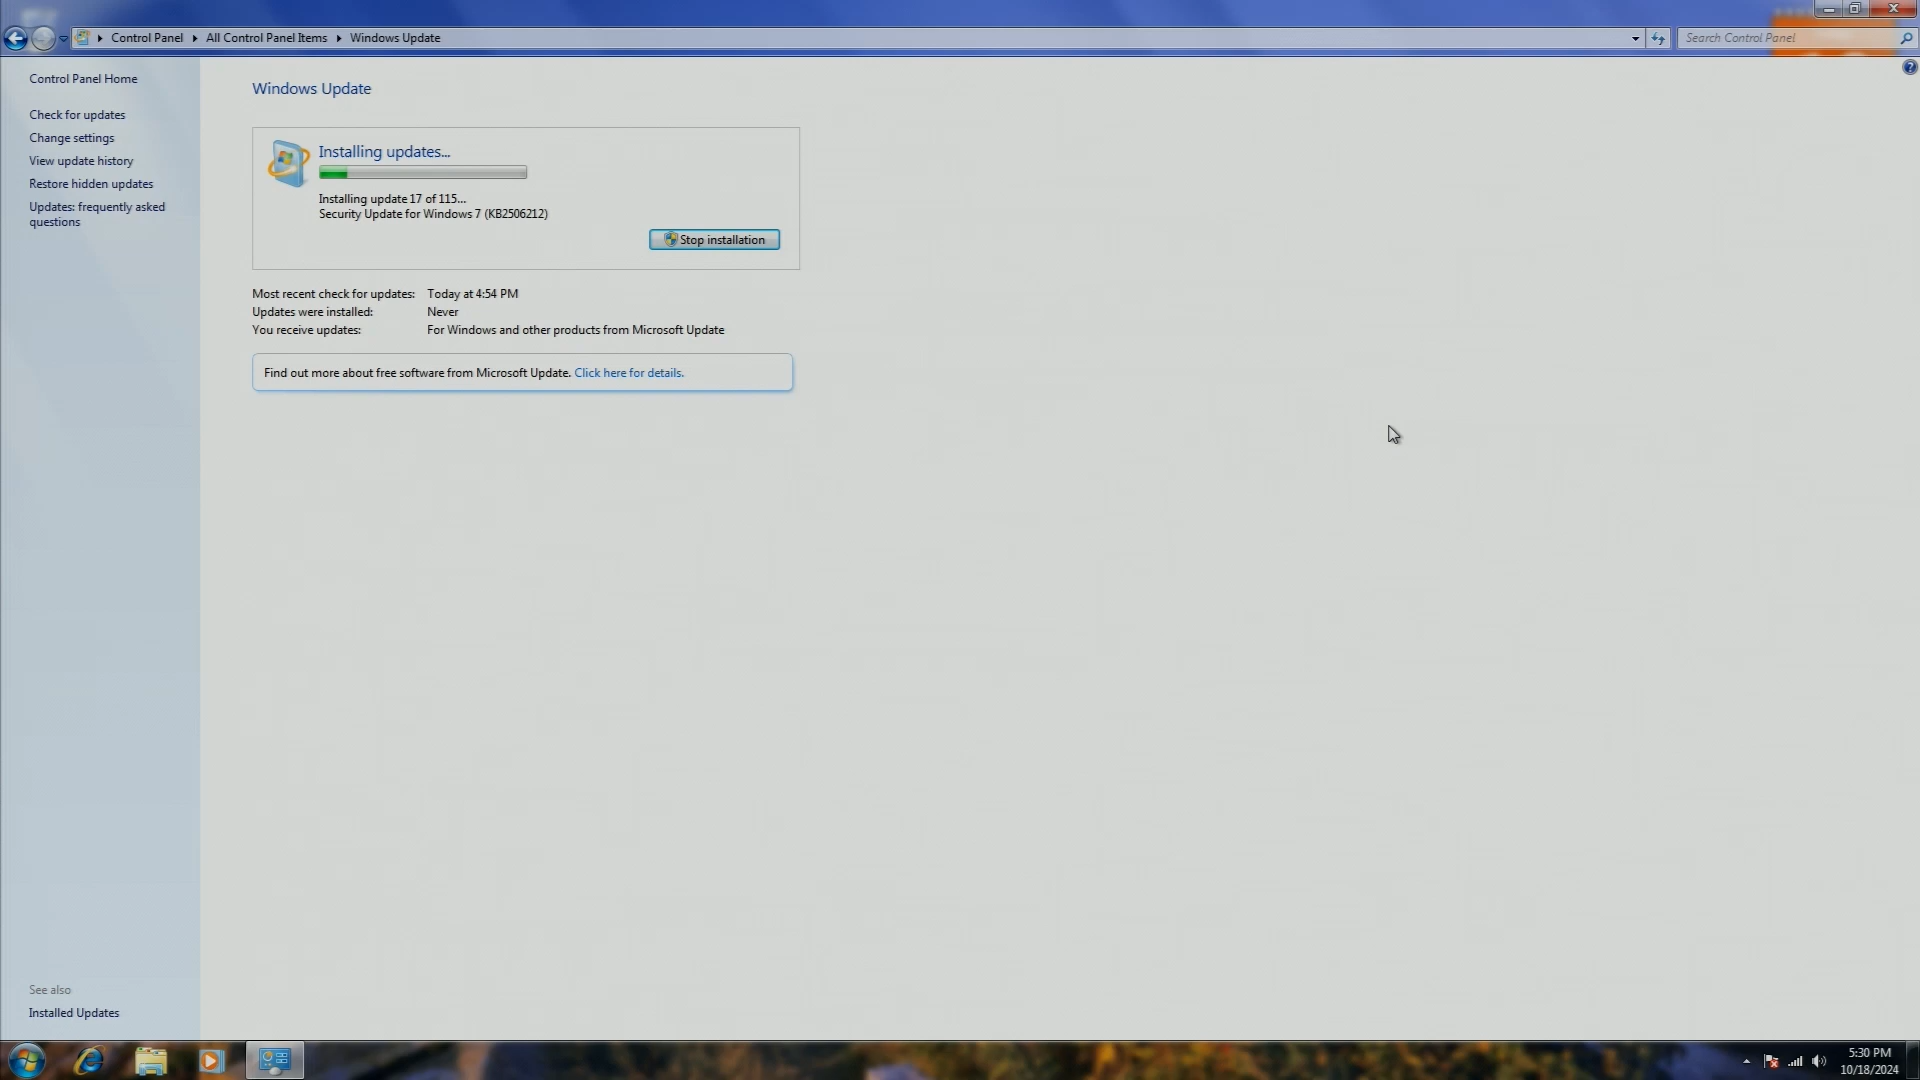 Control Panel
All Control Panel Items
Windows Update
Search Control Panel
Control Panel Home
Check for updates
Change settings
View update history
Restore hidden updates
Updates: frequently asked
questions
Windows Update
Installing updates...
Installing update 17 of 115...
Security Update for Windows 7 (KB2506212)
Stop installation
Most recent check for updates: Today at 4:54 PM
Updates were installed: Never
You receive updates: For Windows and other products from Microsoft Update
Find out more about free software from Microsoft Update. Click here for details.
See also
Installed Updates
5:30 PM
10/18/2024